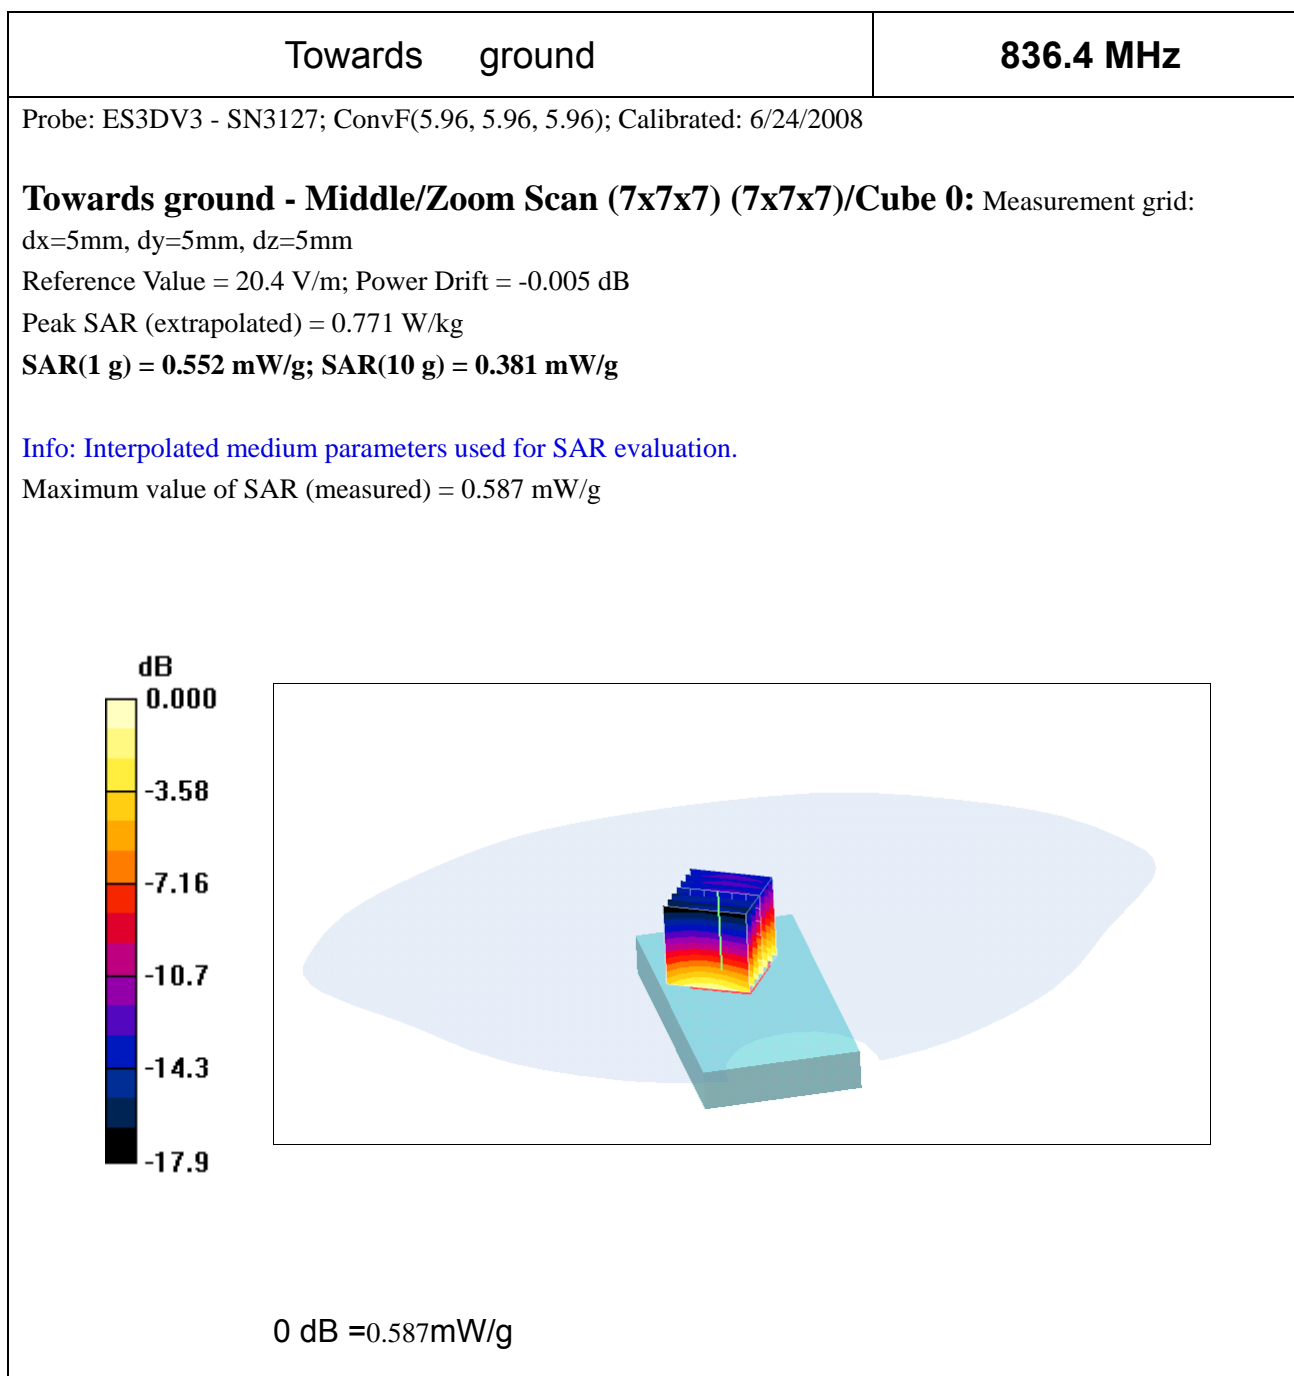 Towards ground
836.4 MHz
Probe: ES3DV3 - SN3127; ConvF(5.96, 5.96, 5.96); Calibrated: 6/24/2008
Towards ground - Middle/Zoom Scan (7x7x7) (7x7x7)/Cube 0: Measurement grid:
dx=5mm, dy=5mm, dz=5mm
Reference Value = 20.4 V/m; Power Drift = -0.005 dB
Peak SAR (extrapolated) = 0.771 W/kg
SAR(1 g) = 0.552 mW/g; SAR(10 g) = 0.381 mW/g
Info: Interpolated medium parameters used for SAR evaluation.
Maximum value of SAR (measured) = 0.587 mW/g
dB
0.000
-3.58
-7.16
-10.7
-14.3
-17.9
0 dB =0.587mW/g